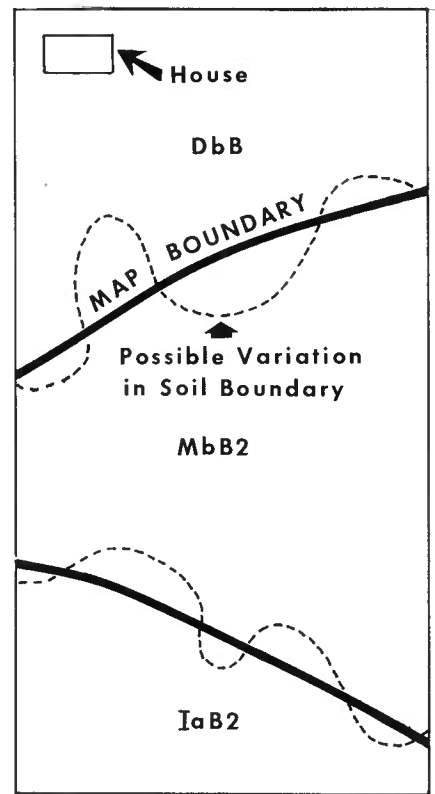 House
DbB
MAP BOUNDARY
Possible Variation
in Soil Boundary
MbB2
IaB2